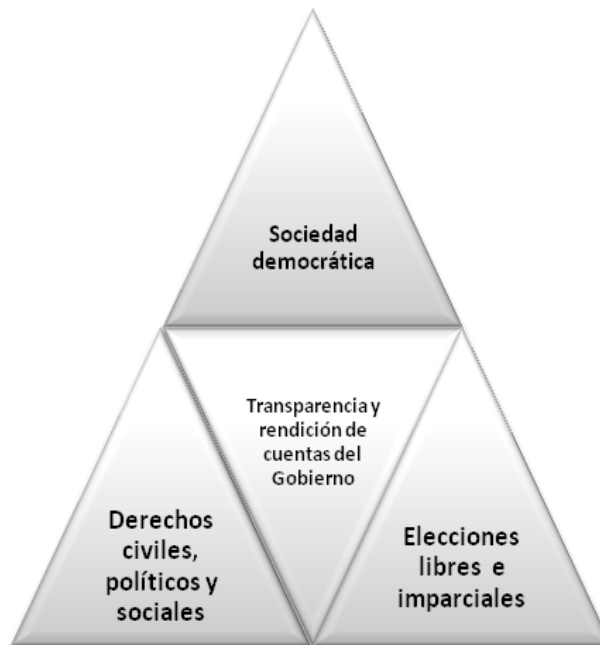 Sociedad
democrática
Transparencia y
rendición de
cuentas del
Gobierno
Derechos
civiles,
políticos y
sociales
Elecciones
libres e
imparciales